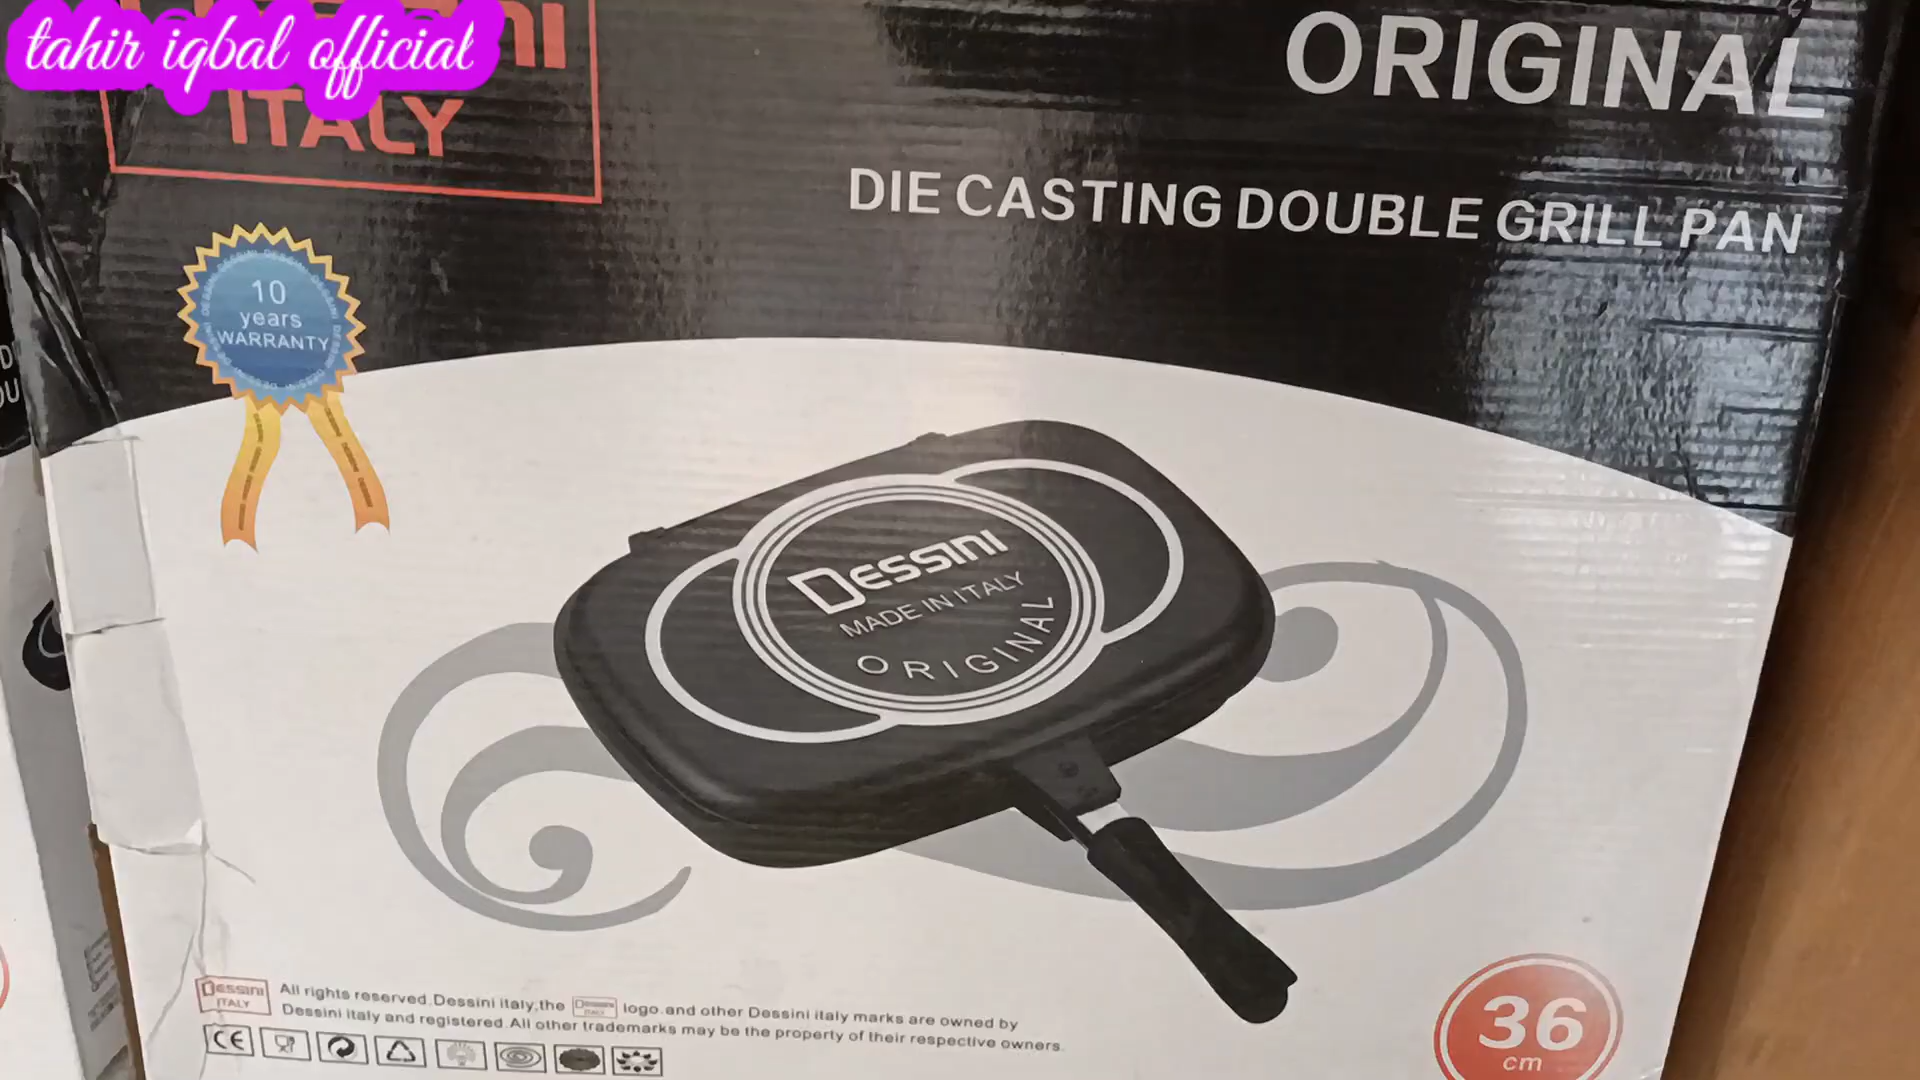 tahir iqbal official
ITALY
ORIGINAL
DIE CASTING DOUBLE GRILL PAN
10
years
WARRANTY
DESSINI
MADE IN ITALY
ORIGINAL
DESSINI
ITALY
All rights reserved.Dessini italy,the Dessini logo.and other Dessini italy marks are owned by
Dessini italy and registered.All other trademarks may be the property of their respective owners.
CE
36
cm